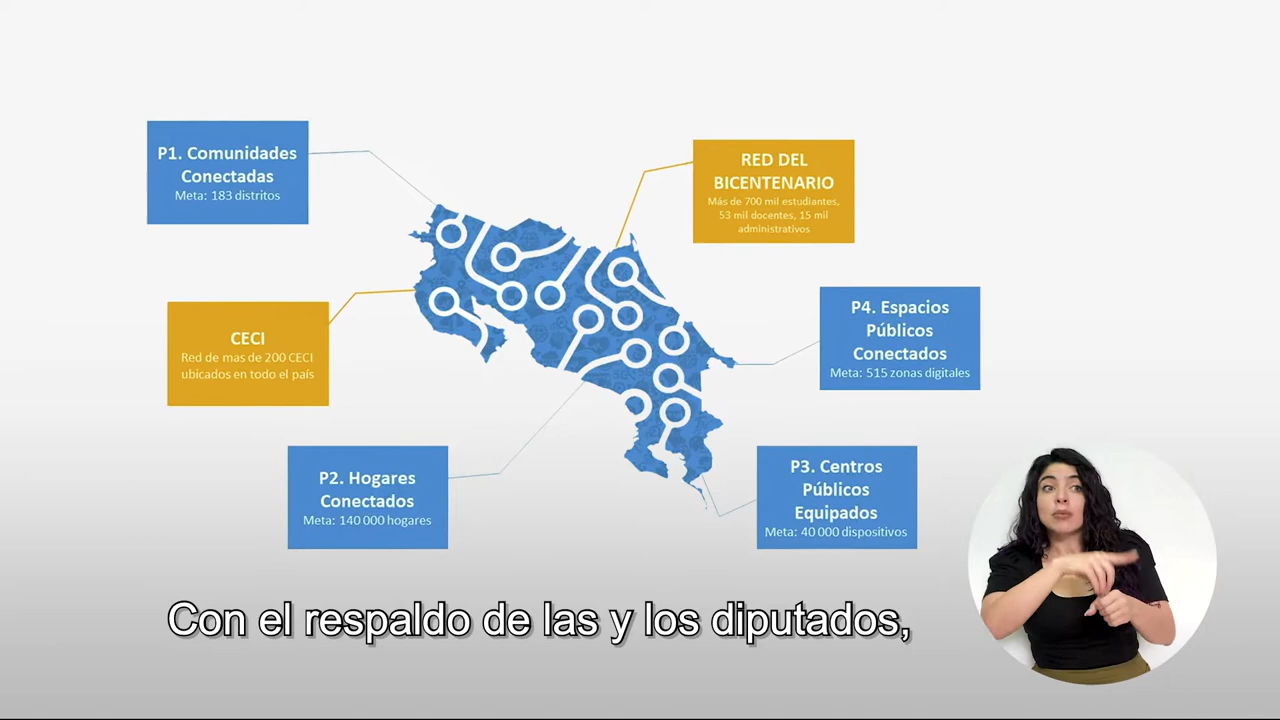 P1. Comunidades
Conectadas
Meta: 183 distritos
RED DEL
BICENTENARIO
Más de 700 mil estudiantes,
53 mil docentes, 15 mil
administrativos
CECI
Red de mas de 200 CECI
ubicados en todo el país
P4. Espacios
Públicos
Conectados
Meta: 515 zonas digitales
P2. Hogares
Conectados
Meta: 140 000 hogares
P3. Centros
Públicos
Equipados
Meta: 40 000 dispositivos
Con el respaldo de las y los diputados,